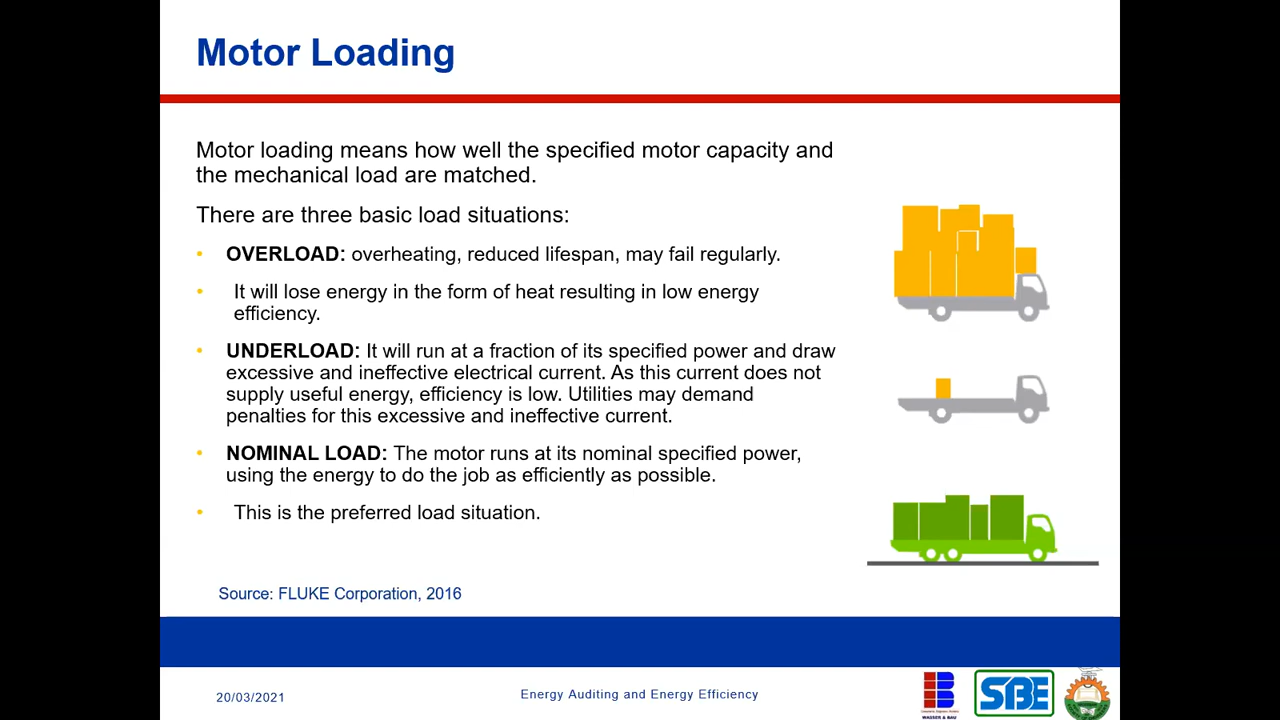 Motor Loading
Motor loading means how well the specified motor capacity and
the mechanical load are matched.
There are three basic load situations:
• OVERLOAD: overheating, reduced lifespan, may fail regularly.
• It will lose energy in the form of heat resulting in low energy
efficiency.
• UNDERLOAD: It will run at a fraction of its specified power and draw
excessive and ineffective electrical current. As this current does not
supply useful energy, efficiency is low. Utilities may demand
penalties for this excessive and ineffective current.
• NOMINAL LOAD: The motor runs at its nominal specified power,
using the energy to do the job as efficiently as possible.
• This is the preferred load situation.
Source: FLUKE Corporation, 2016
20/03/2021
Energy Auditing and Energy Efficiency
WASSER & BAU
SBE